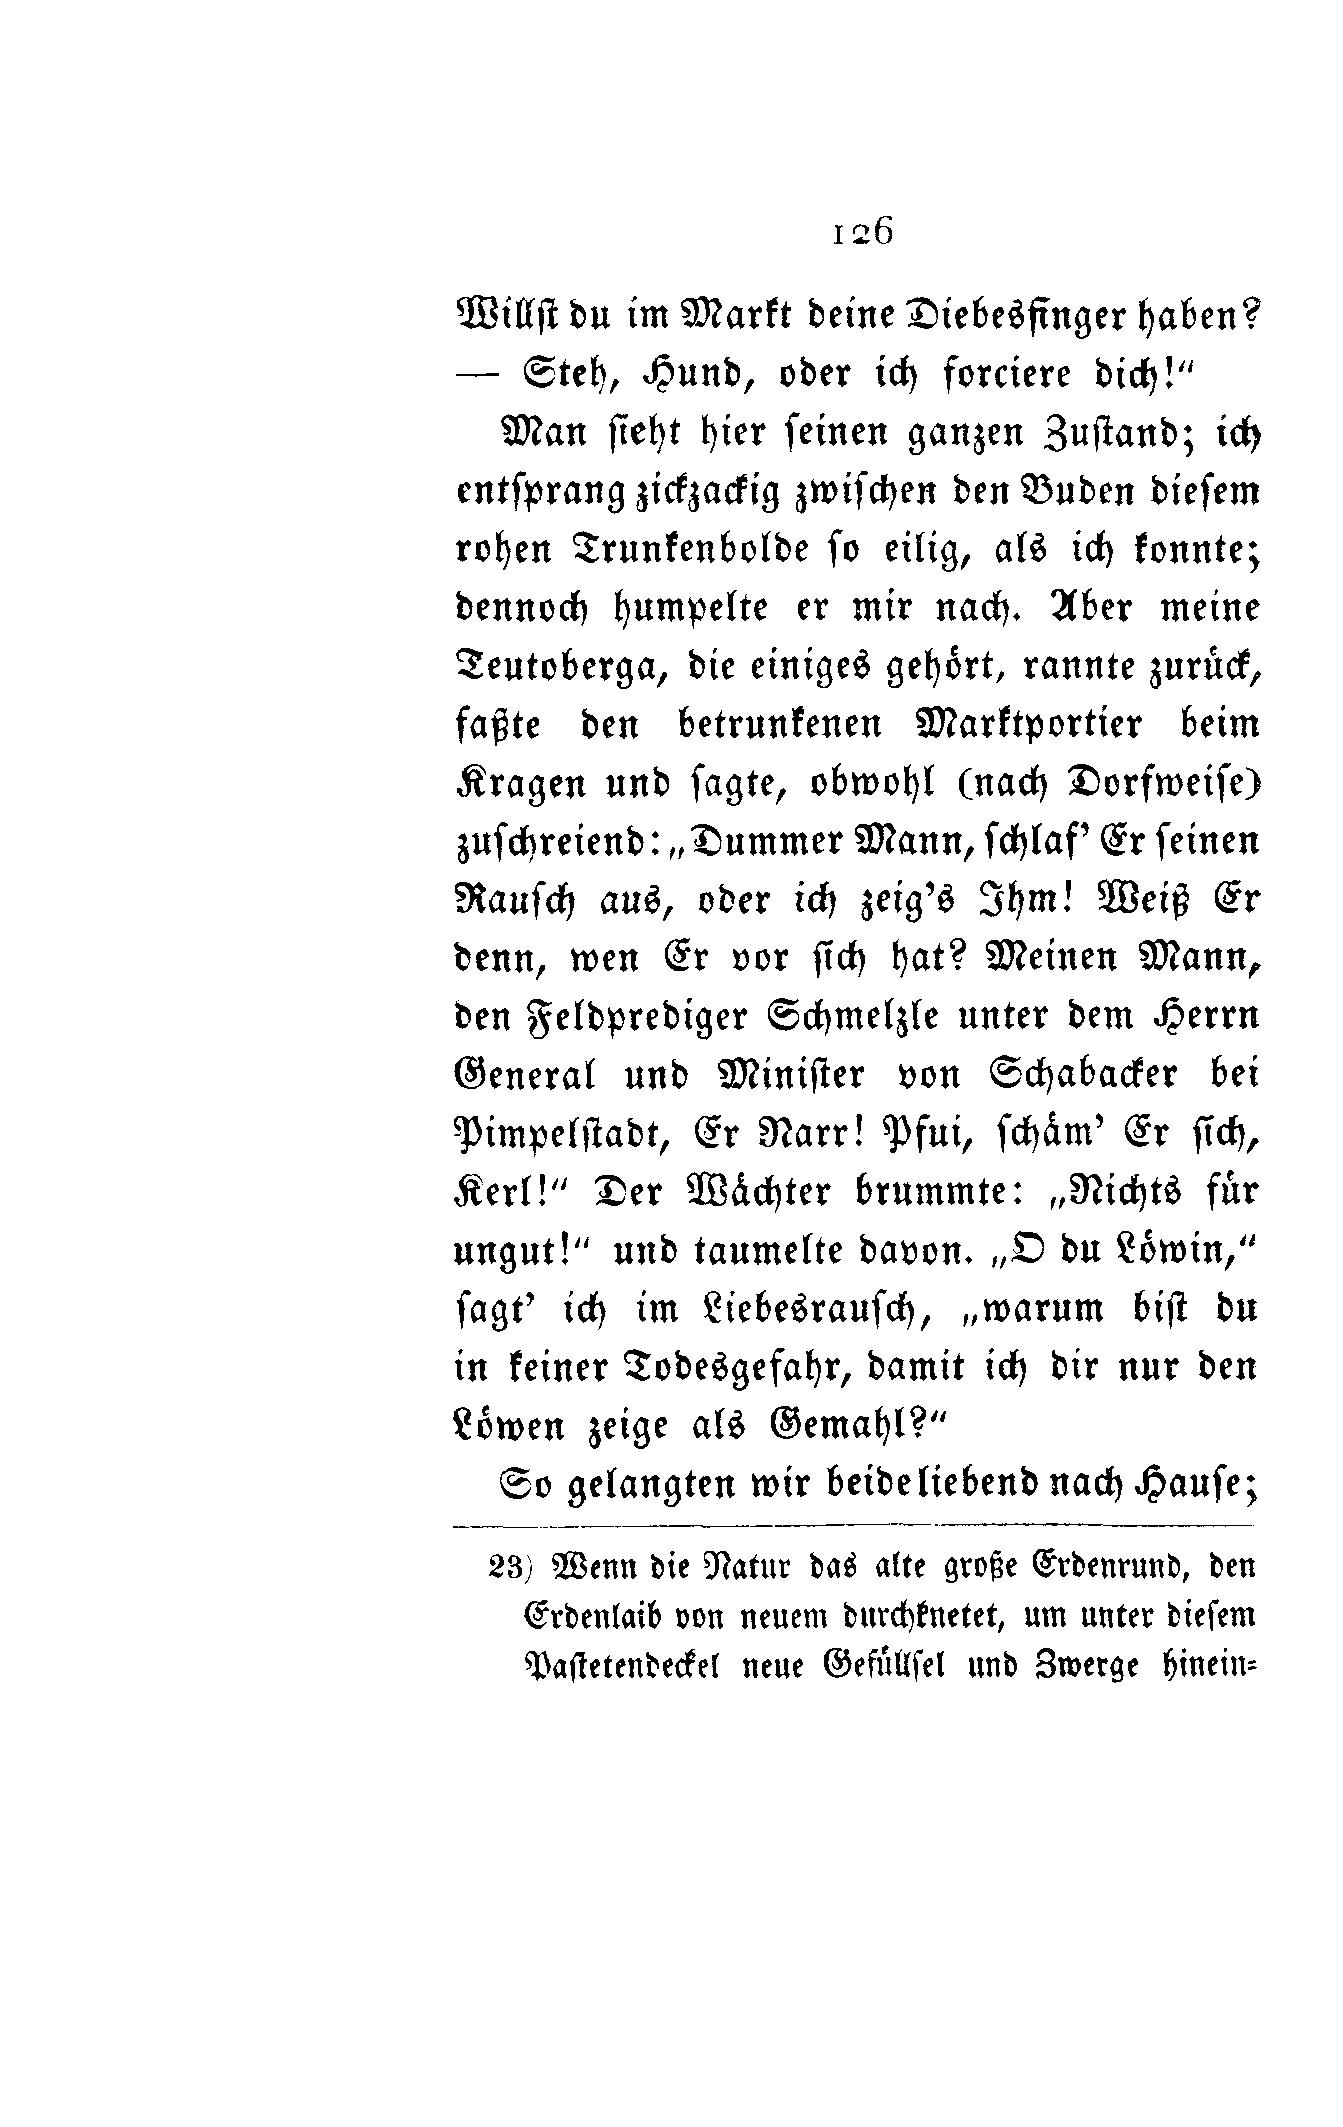 126
Willst du im Markt deine Diebesfinger haben?
— Steh, Hund, oder ich forciere dich!“
Man sieht hier seinen ganzen Zustand; ich
entsprang zickzackig zwischen den Buden diesem
rohen Trunkenbolde so eilig, als ich konnte;
dennoch humpelte er mir nach. Aber meine
Teutoberga, die einiges gehört, rannte zurück,
faßte den betrunkenen Marktportier beim
Kragen und sagte, obwohl (nach Dorfweise)
zuschreiend: „Dummer Mann, schlaf’ Er seinen
Rausch aus, oder ich zeig’s Ihm! Weiß Er
denn, wen Er vor sich hat? Meinen Mann,
den Feldprediger Schmelzle unter dem Herrn
General und Minister von Schabacker bei
Pimpelstadt, Er Narr! Pfui, schäm’ Er sich,
Kerl!“ Der Wächter brummte: „Nichts für
ungut!“ und taumelte davon. „O du Löwin,“
sagt’ ich im Liebesrausch, „warum bist du
in keiner Todesgefahr, damit ich dir nur den
Löwen zeige als Gemahl?“
So gelangten wir beide liebend nach Hause;
23) Wenn die Natur das alte große Erdenrund, den
Erdenlaib von neuem durchknetet, um unter diesem
Pastetendeckel neue Gefüllsel und Zwerge hinein-